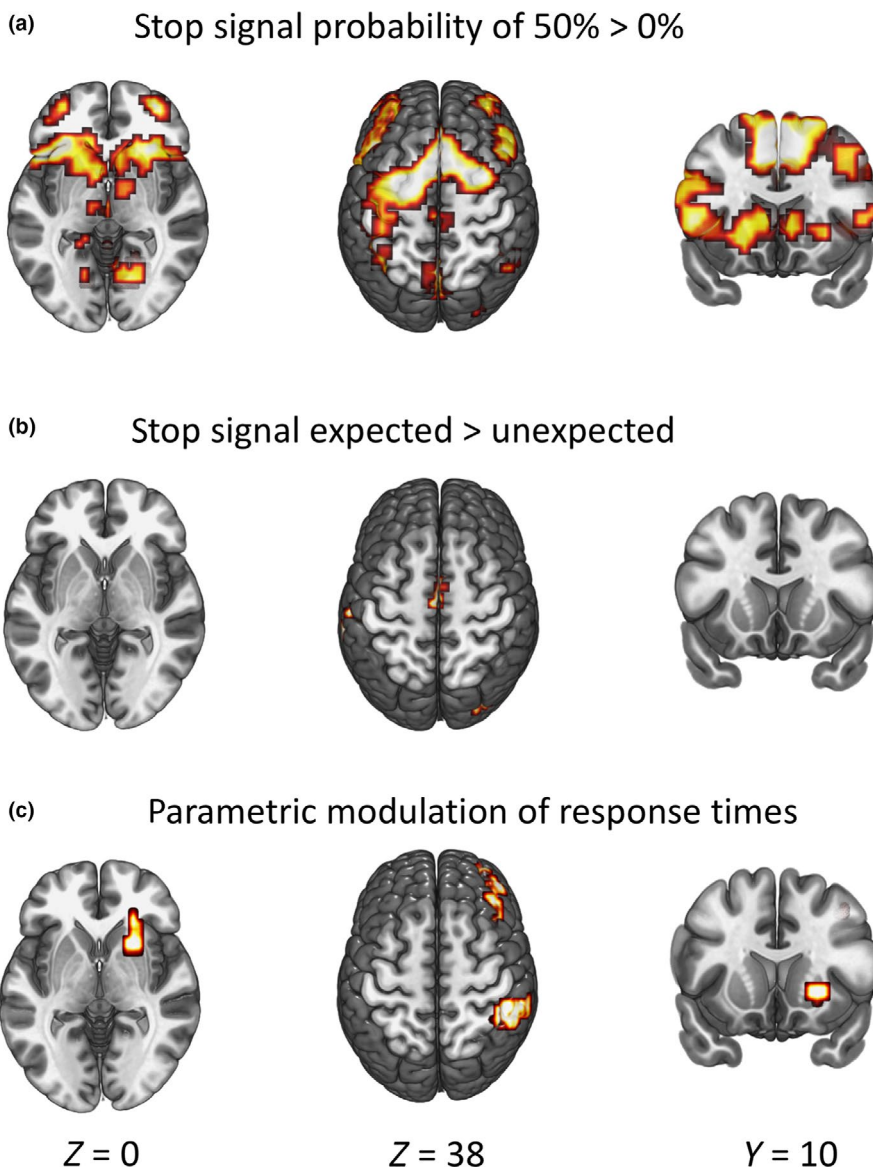 (a) Stop signal probability of 50% > 0%
(b) Stop signal expected > unexpected
(c) Parametric modulation of response times
Z = 0 Z = 38 Y = 10